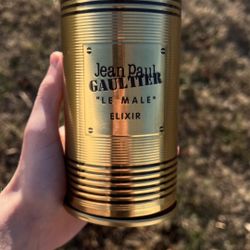 Jean Paul
GAULTIER
"LE MALE"
ELIXIR